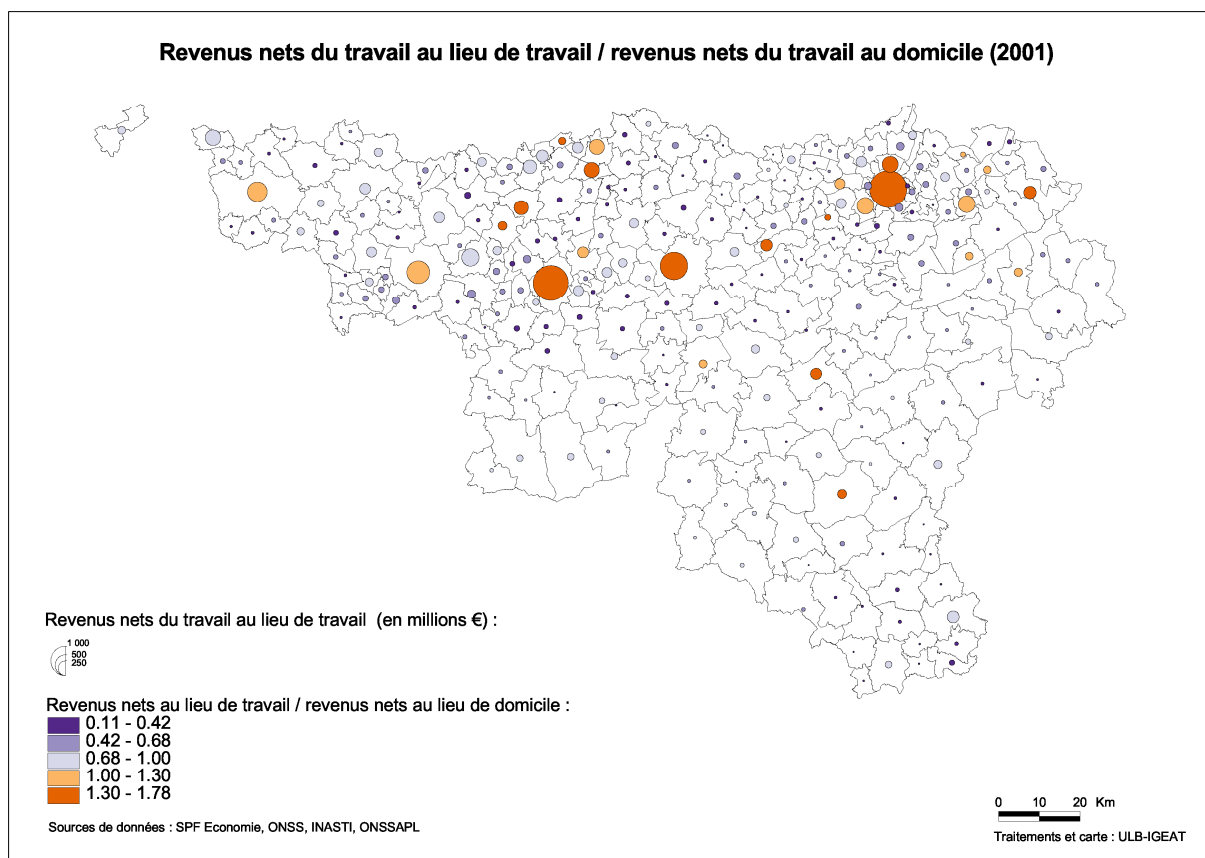 Revenus nets du travail au lieu de travail / revenus nets du travail au domicile (2001)
Revenus nets du travail au lieu de travail (en millions €) :
1 000
500
250
Revenus nets au lieu de travail / revenus nets au lieu de domicile :
0.11 - 0.42
0.42 - 0.68
0.68 - 1.00
1.00 - 1.30
1.30 - 1.78
Sources de données : SPF Economie, ONSS, INASTI, ONSSAPL
0 10 20 Km
Traitements et carte : ULB-IGEAT